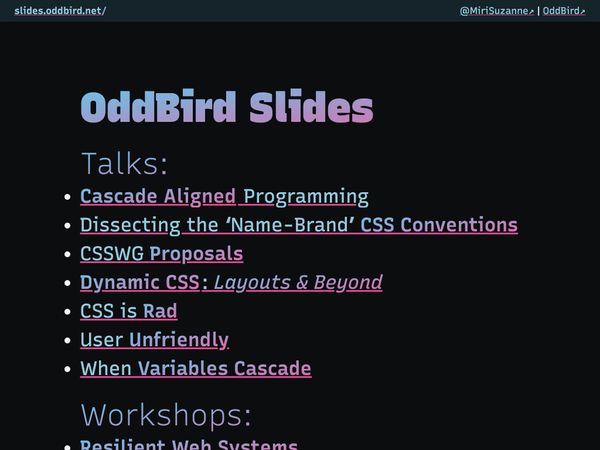 slides.oddbird.net/
@MiriSuzanne↗ | OddBird↗
OddBird Slides
Talks:
• Cascade Aligned Programming
• Dissecting the ‘Name-Brand’ CSS Conventions
• CSSWG Proposals
• Dynamic CSS: Layouts & Beyond
• CSS is Rad
• User Unfriendly
• When Variables Cascade
Workshops:
• Resilient Web Systems